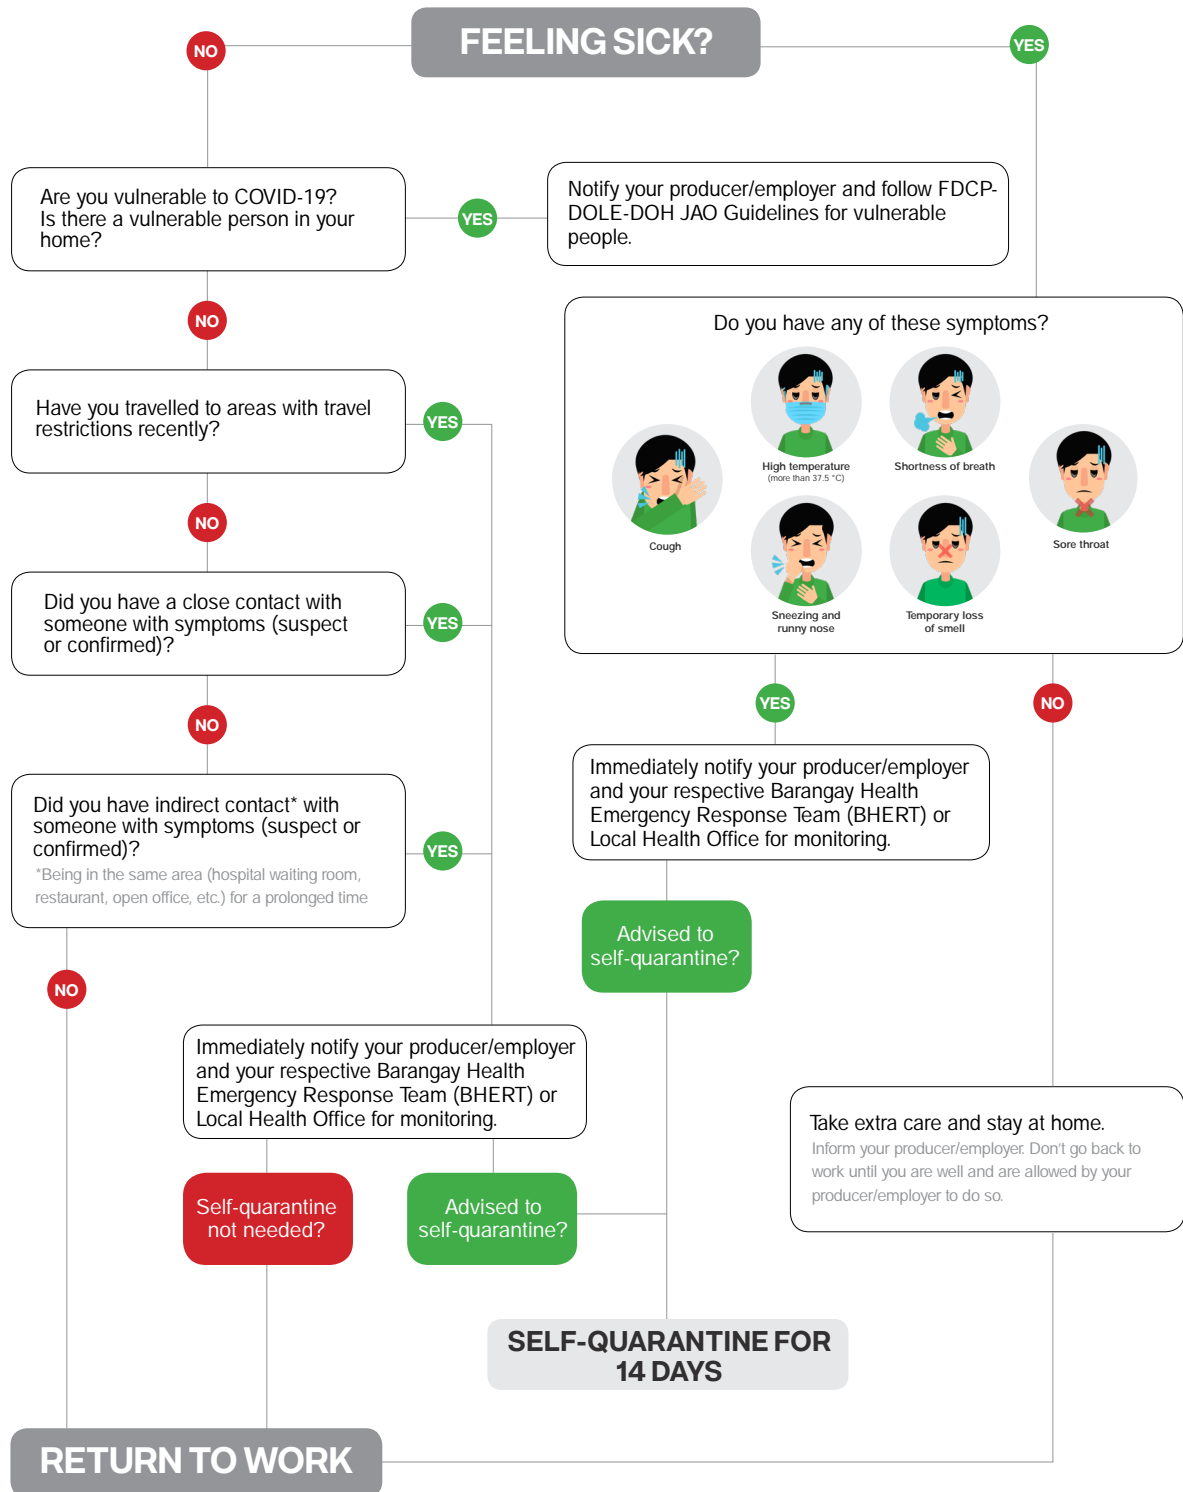 FEELING SICK?
NO
YES
Are you vulnerable to COVID-19?
Is there a vulnerable person in your
home?
YES
Notify your producer/employer and follow FDCP-
DOLE-DOH JAO Guidelines for vulnerable
people.
NO
Do you have any of these symptoms?
High temperature
(more than 37.5 °C)
Shortness of breath
Cough
Sore throat
Sneezing and
runny nose
Temporary loss
of smell
Have you travelled to areas with travel
restrictions recently?
YES
NO
Did you have a close contact with
someone with symptoms (suspect
or confirmed)?
YES
NO
YES
NO
Did you have indirect contact* with
someone with symptoms (suspect or
confirmed)?
*Being in the same area (hospital waiting room,
restaurant, open office, etc.) for a prolonged time
YES
Immediately notify your producer/employer
and your respective Barangay Health
Emergency Response Team (BHERT) or
Local Health Office for monitoring.
Advised to
self-quarantine?
NO
Immediately notify your producer/employer
and your respective Barangay Health
Emergency Response Team (BHERT) or
Local Health Office for monitoring.
Take extra care and stay at home.
Inform your producer/employer. Don't go back to
work until you are well and are allowed by your
producer/employer to do so.
Self-quarantine
not needed?
Advised to
self-quarantine?
SELF-QUARANTINE FOR
14 DAYS
RETURN TO WORK